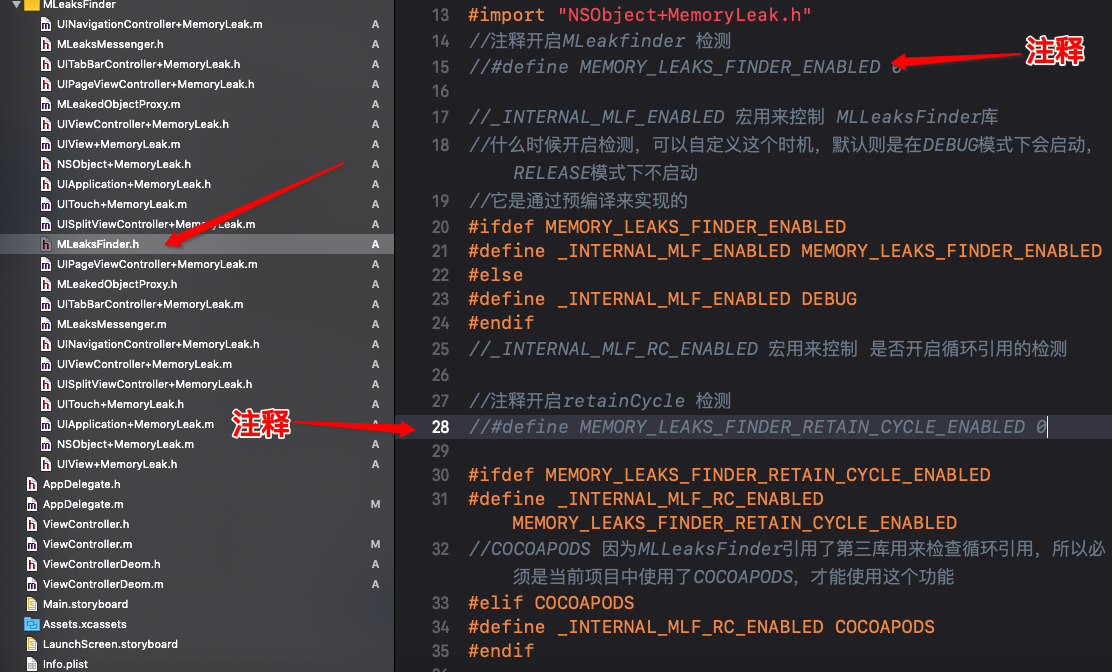 MLeaksFinder
UINavigationController+MemoryLeak.m A
MLeaksMessenger.h A
UITabBarController+MemoryLeak.h A
UIPageViewController+MemoryLeak.h A
MLeakedObjectProxy.m A
UIViewController+MemoryLeak.h A
UIView+MemoryLeak.m A
NSObject+MemoryLeak.h A
UIApplication+MemoryLeak.h A
UITouch+MemoryLeak.m A
UISplitViewController+MemoryLeak.m A
MLeaksFinder.h A
UIPageViewController+MemoryLeak.m A
MLeakedObjectProxy.h A
UITabBarController+MemoryLeak.m A
MLeaksMessenger.m A
UINavigationController+MemoryLeak.h A
UIViewController+MemoryLeak.m A
UISplitViewController+MemoryLeak.h A
UITouch+MemoryLeak.h A
UIApplication+MemoryLeak.m A
NSObject+MemoryLeak.m A
UIView+MemoryLeak.h A
AppDelegate.h
AppDelegate.m M
ViewController.h
ViewController.m M
ViewControllerDeom.h A
ViewControllerDeom.m A
Main.storyboard
Assets.xcassets
LaunchScreen.storyboard
Info.plist
注释
13 #import "NSObject+MemoryLeak.h"
14 //注释开启MLeakfinder 检测
15 //#define MEMORY_LEAKS_FINDER_ENABLED 0
注释
16
17 //_INTERNAL_MLF_ENABLED 宏用来控制 MLLeaksFinder库
18 //什么时候开启检测，可以自定义这个时机，默认则是在DEBUG模式下会启动，
RELEASE模式下不启动
19 //它是通过预编译来实现的
20 #ifdef MEMORY_LEAKS_FINDER_ENABLED
21 #define _INTERNAL_MLF_ENABLED MEMORY_LEAKS_FINDER_ENABLED
22 #else
23 #define _INTERNAL_MLF_ENABLED DEBUG
24 #endif
25 //_INTERNAL_MLF_RC_ENABLED 宏用来控制 是否开启循环引用的检测
26
27 //注释开启retainCycle 检测
28 //#define MEMORY_LEAKS_FINDER_RETAIN_CYCLE_ENABLED 0
29
30 #ifdef MEMORY_LEAKS_FINDER_RETAIN_CYCLE_ENABLED
31 #define _INTERNAL_MLF_RC_ENABLED
MEMORY_LEAKS_FINDER_RETAIN_CYCLE_ENABLED
32 //COCOAPODS 因为MLLeaksFinder引用了第三库用来检查循环引用，所以必
须是当前项目中使用了COCOAPODS，才能使用这个功能
33 #elif COCOAPODS
34 #define _INTERNAL_MLF_RC_ENABLED COCOAPODS
35 #endif